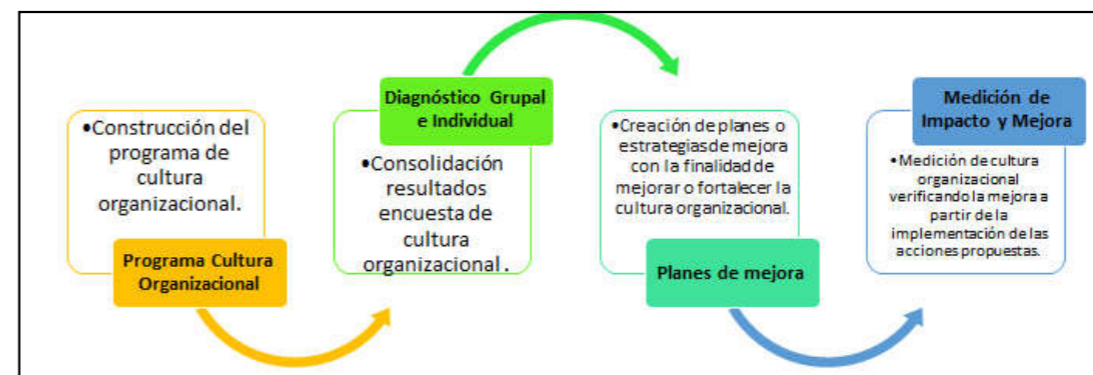 •Construcción del
programa de
cultura
organizacional.
Programa Cultura
Organizacional
Diagnóstico Grupal
e Individual
•Consolidación
resultados
encuesta de
cultura
organizacional .
•Creación de planes o
estrategias de mejora
con la finalidad de
mejorar o fortalecer la
cultura organizacional.
Planes de mejora
Medición de
Impacto y Mejora
•Medición de cultura
organizacional
verificando la mejora a
partir de la
implementación de las
acciones propuestas.